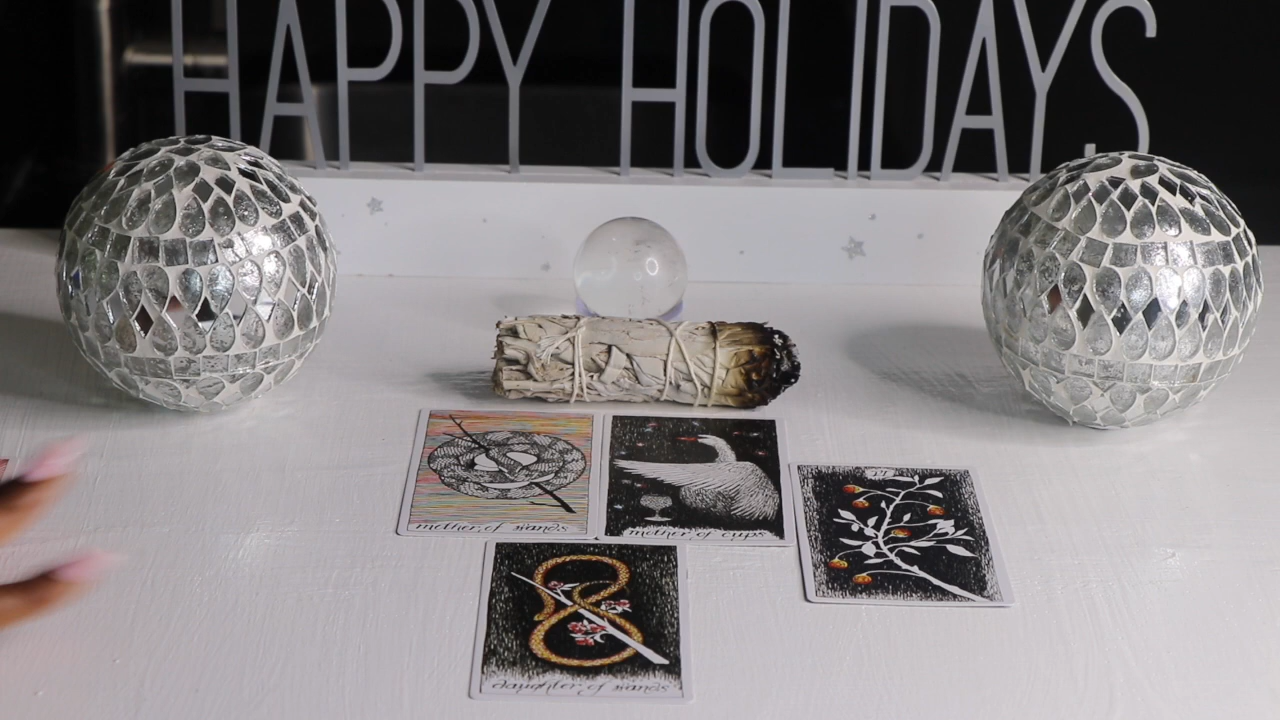 HAPPY HOLIDAYS
mother of wands
mother of cups
daughter of wands